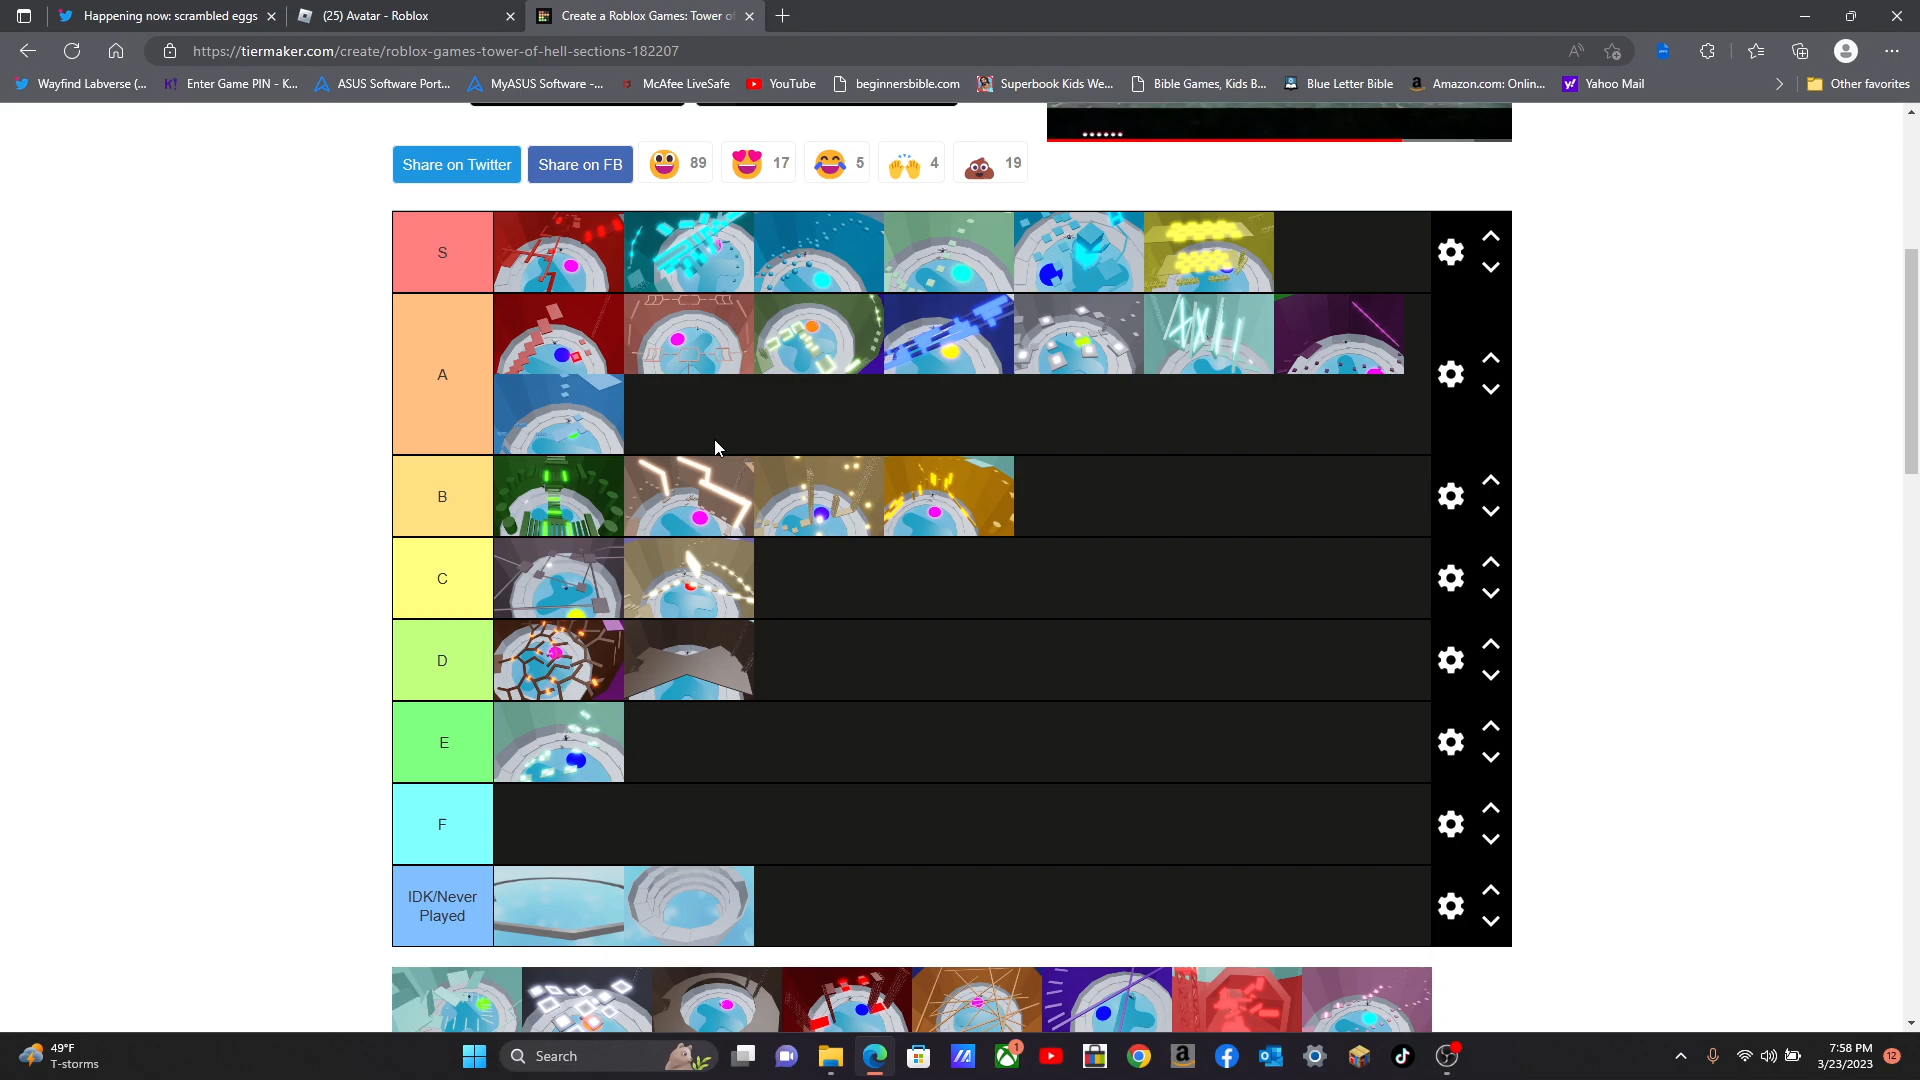 Happening now: scrambled eggs
(25) Avatar - Roblox
Create a Roblox Games: Tower of
https://tiermaker.com/create/roblox-games-tower-of-hell-sections-182207
Wayfind Labverse (...
K! Enter Game PIN - K...
ASUS Software Port...
MyASUS Software -...
McAfee LiveSafe
YouTube
beginnersbible.com
Superbook Kids We...
Bible Games, Kids B...
Blue Letter Bible
Amazon.com: Onlin...
Yahoo Mail
Other favorites
Share on Twitter
Share on FB
89
17
5
4
19
S
A
B
C
D
E
F
IDK/Never
Played
49°F
T-storms
Search
1
7:58 PM
3/23/2023
12